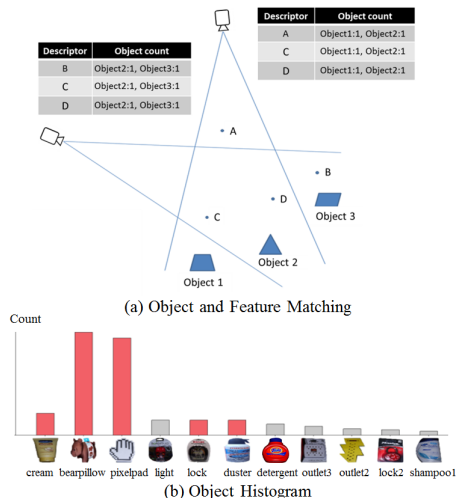 Descriptor Object count
A Object1:1, Object2:1
C Object1:1, Object2:1
D Object1:1, Object2:1
Descriptor Object count
B Object2:1, Object3:1
C Object2:1, Object3:1
D Object2:1, Object3:1
A
B
D
C
Object 3
Object 2
Object 1
(a) Object and Feature Matching
Count
cream bearpillow pixelpad light lock duster detergent outlet3 outlet2 lock2 shampoo1
(b) Object Histogram